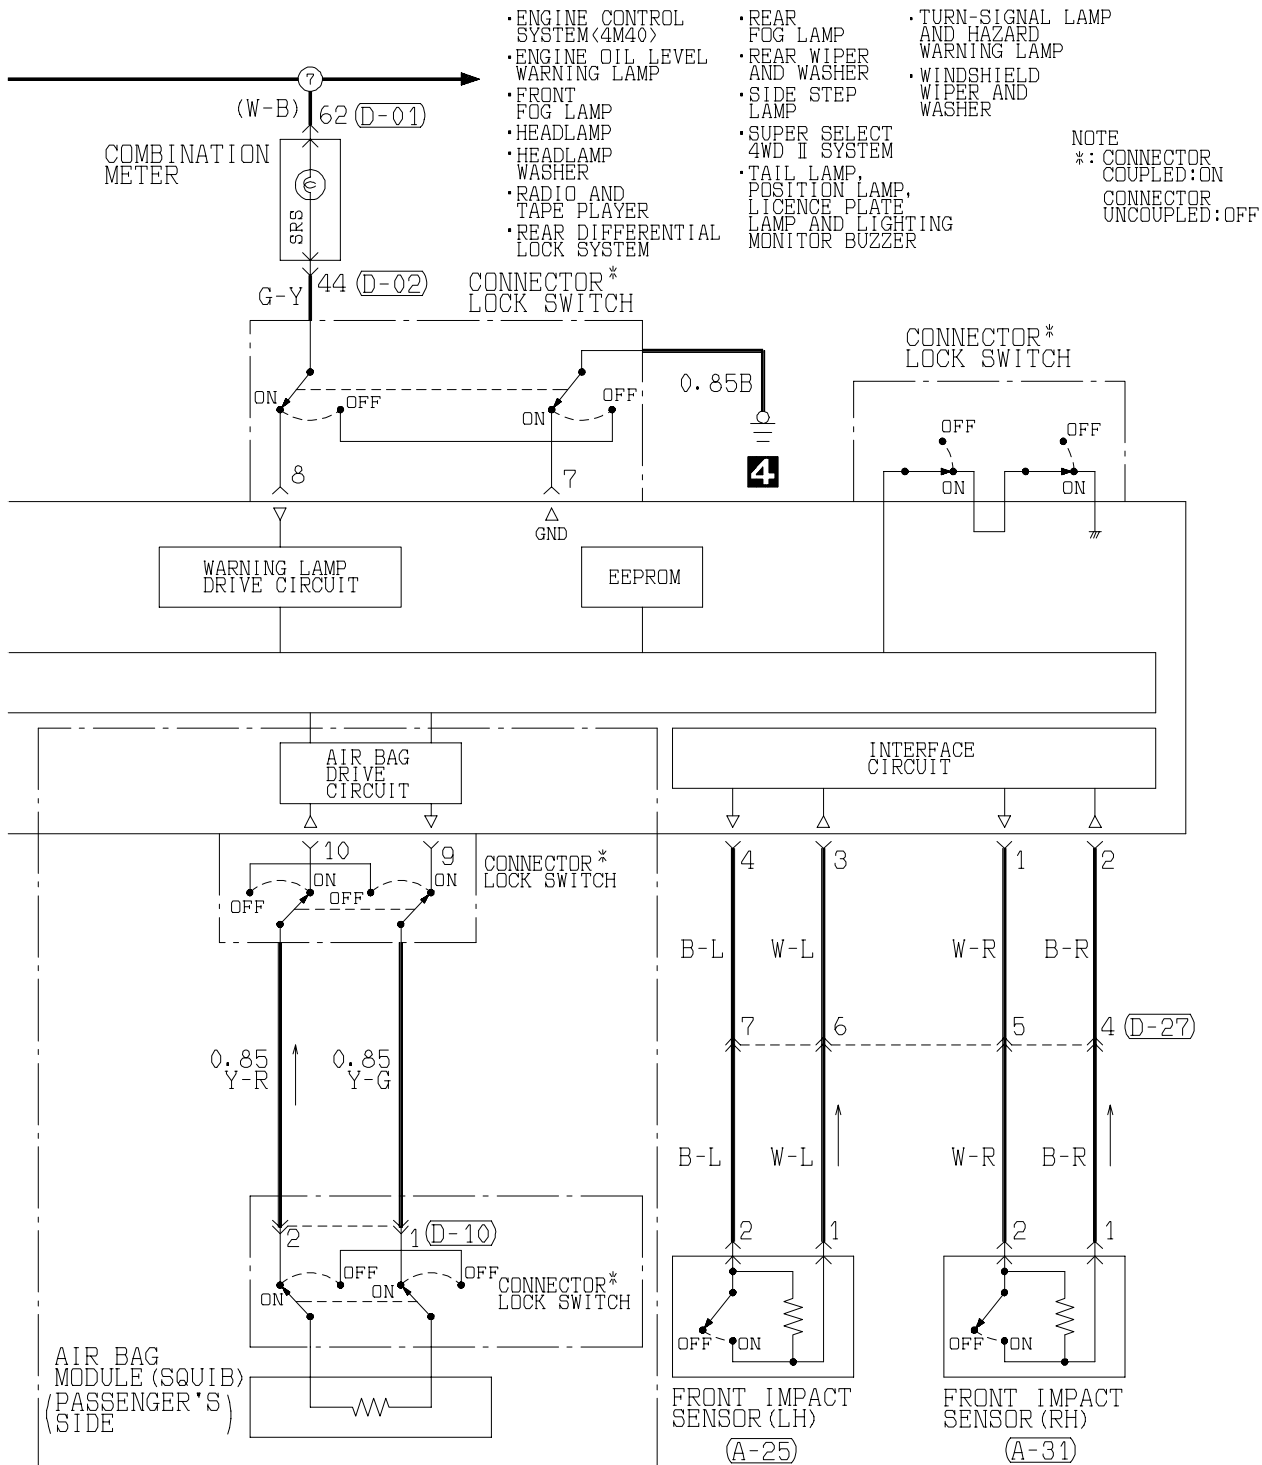 ·ENGINE CONTROL
SYSTEM<4M40>
·ENGINE OIL LEVEL
WARNING LAMP
·FRONT
FOG LAMP
·HEADLAMP
·HEADLAMP
WASHER
·RADIO AND
TAPE PLAYER
·REAR DIFFERENTIAL
LOCK SYSTEM
·REAR
FOG LAMP
·REAR WIPER
AND WASHER
·SIDE STEP
LAMP
·SUPER SELECT
4WD Ⅱ SYSTEM
·TAIL LAMP,
POSITION LAMP,
LICENCE PLATE
LAMP AND LIGHTING
MONITOR BUZZER
·TURN-SIGNAL LAMP
AND HAZARD
WARNING LAMP
·WINDSHIELD
WIPER AND
WASHER
NOTE
*: CONNECTOR
COUPLED:ON
CONNECTOR
UNCOUPLED:OFF
7
(W-B) 62 (D-01)
COMBINATION
METER
SRS
44 (D-02)
G-Y
CONNECTOR*
LOCK SWITCH
ON OFF
ON OFF
0.85B
4
8 7
CONNECTOR*
LOCK SWITCH
OFF OFF
ON ON
GND
WARNING LAMP
DRIVE CIRCUIT
EEPROM
AIR BAG
DRIVE
CIRCUIT
INTERFACE
CIRCUIT
10 9
ON ON
OFF OFF
CONNECTOR*
LOCK SWITCH
4 3 1 2
B-L W-L W-R B-R
7 6 5 4 (D-27)
0.85
Y-R
0.85
Y-G
B-L W-L W-R B-R
2 1 (D-10)
2 1 2 1
OFF OFF
ON ON
CONNECTOR*
LOCK SWITCH
OFF ON
OFF ON
AIR BAG
MODULE(SQUIB)
(PASSENGER'S
SIDE)
FRONT IMPACT
SENSOR(LH)
(A-25)
FRONT IMPACT
SENSOR(RH)
(A-31)